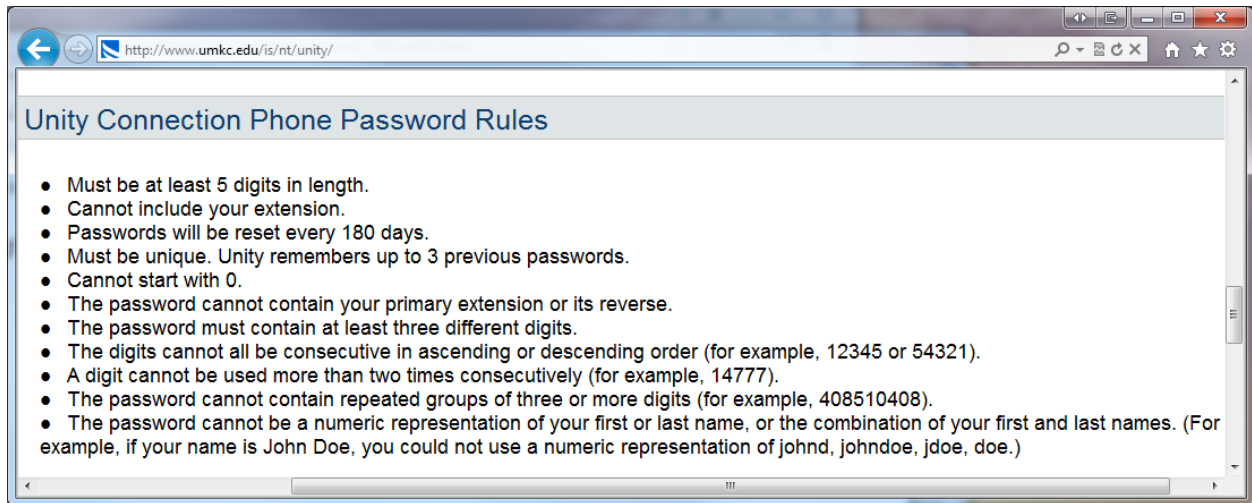 http://www.umkc.edu/is/nt/unity/
Unity Connection Phone Password Rules
● Must be at least 5 digits in length.
● Cannot include your extension.
● Passwords will be reset every 180 days.
● Must be unique. Unity remembers up to 3 previous passwords.
● Cannot start with 0.
● The password cannot contain your primary extension or its reverse.
● The password must contain at least three different digits.
● The digits cannot all be consecutive in ascending or descending order (for example, 12345 or 54321).
● A digit cannot be used more than two times consecutively (for example, 14777).
● The password cannot contain repeated groups of three or more digits (for example, 408510408).
● The password cannot be a numeric representation of your first or last name, or the combination of your first and last names. (For
example, if your name is John Doe, you could not use a numeric representation of johnd, johndoe, jdoe, doe.)